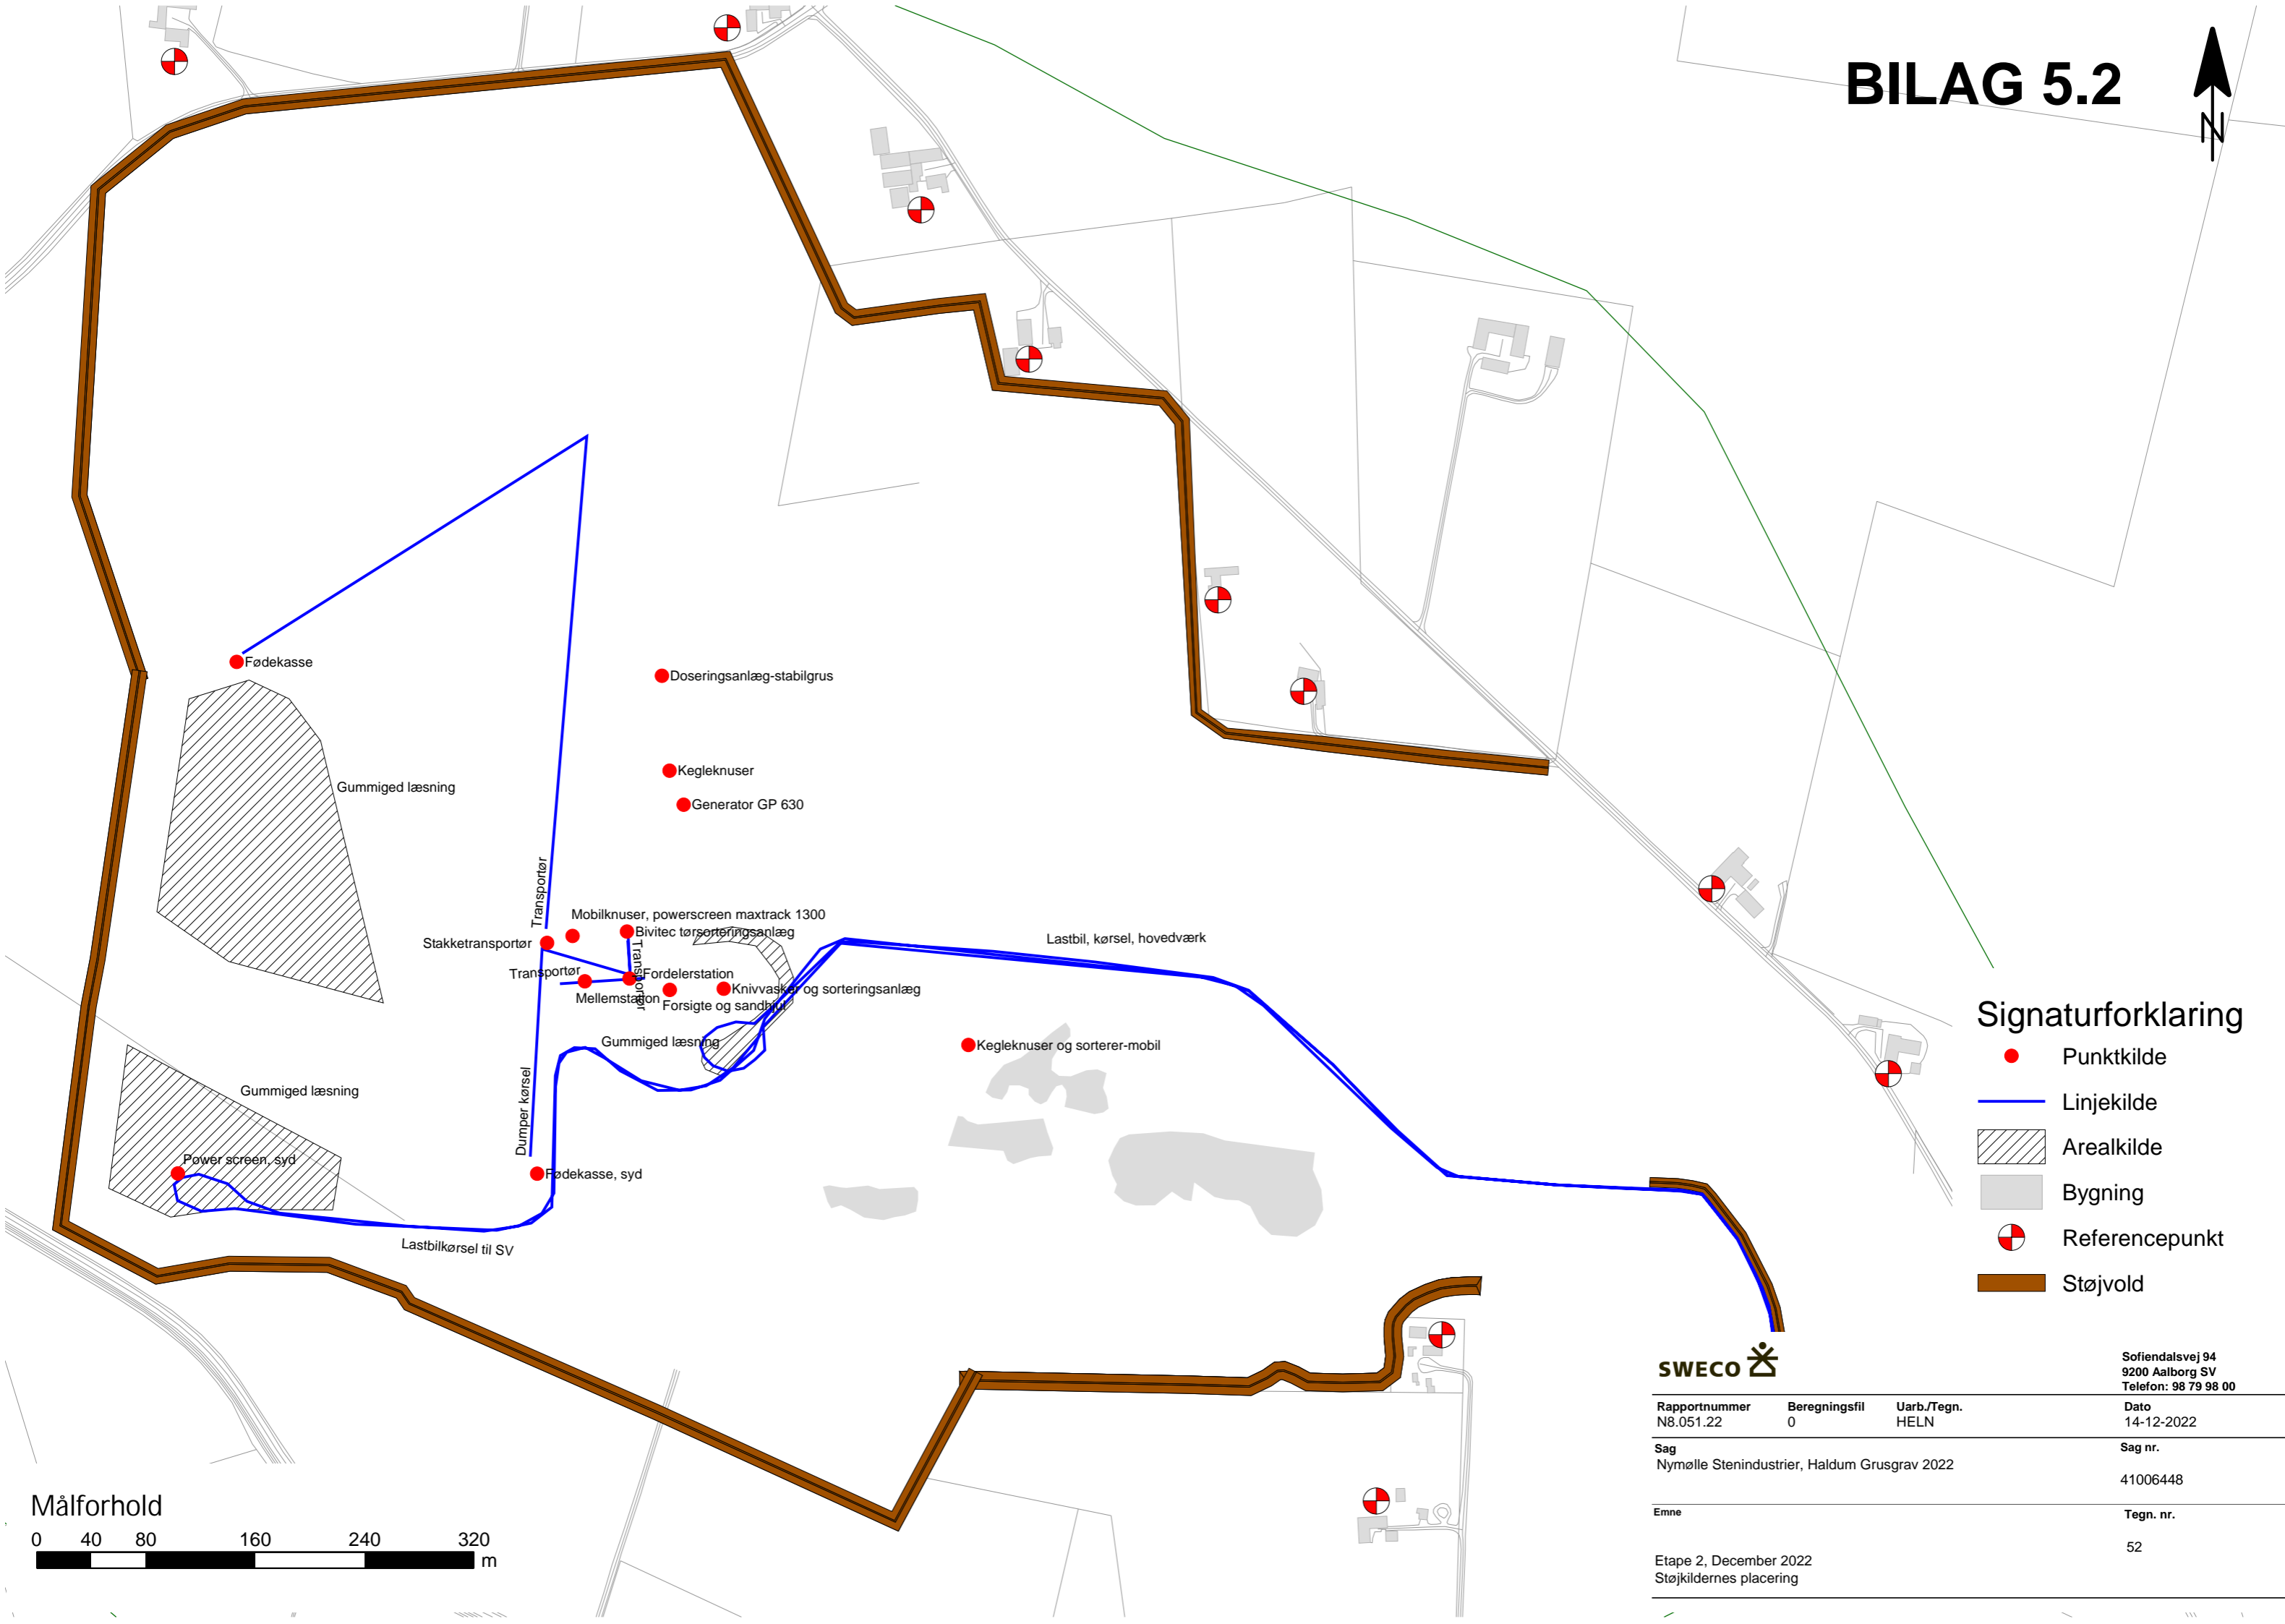 BILAG 5.2
N
Fødekasse
Doseringsanlæg-stabilgrus
Kegleknuser
Gummiged læsning
Generator GP 630
Transportør
Mobilknuser, powerscreen maxtrack 1300
Bivitec tørsorteringsanlæg
Stakketransportør
Transportør
Lastbil, kørsel, hovedværk
Transportør
Fordelerstation
Mellemstation
Knivvasker og sorteringsanlæg
Forsigte og sandhjul
Gummiged læsning
Kegleknuser og sorterer-mobil
Gummiged læsning
Dumper kørsel
Power screen, syd
Fødekasse, syd
Lastbilkørsel til SV
Signaturforklaring
Punktkilde
Linjekilde
Arealkilde
Bygning
Referencepunkt
Støjvold
SWECO
Sofiendalsvej 94
9200 Aalborg SV
Telefon: 98 79 98 00
Rapportnummer Beregningsfil Uarb./Tegn. Dato
N8.051.22 0 HELN 14-12-2022
Sag Sag nr.
Nymølle Stenindustrier, Haldum Grusgrav 2022
41006448
Emne Tegn. nr.
52
Etape 2, December 2022
Støjkildernes placering
Målforhold
0 40 80 160 240 320
m